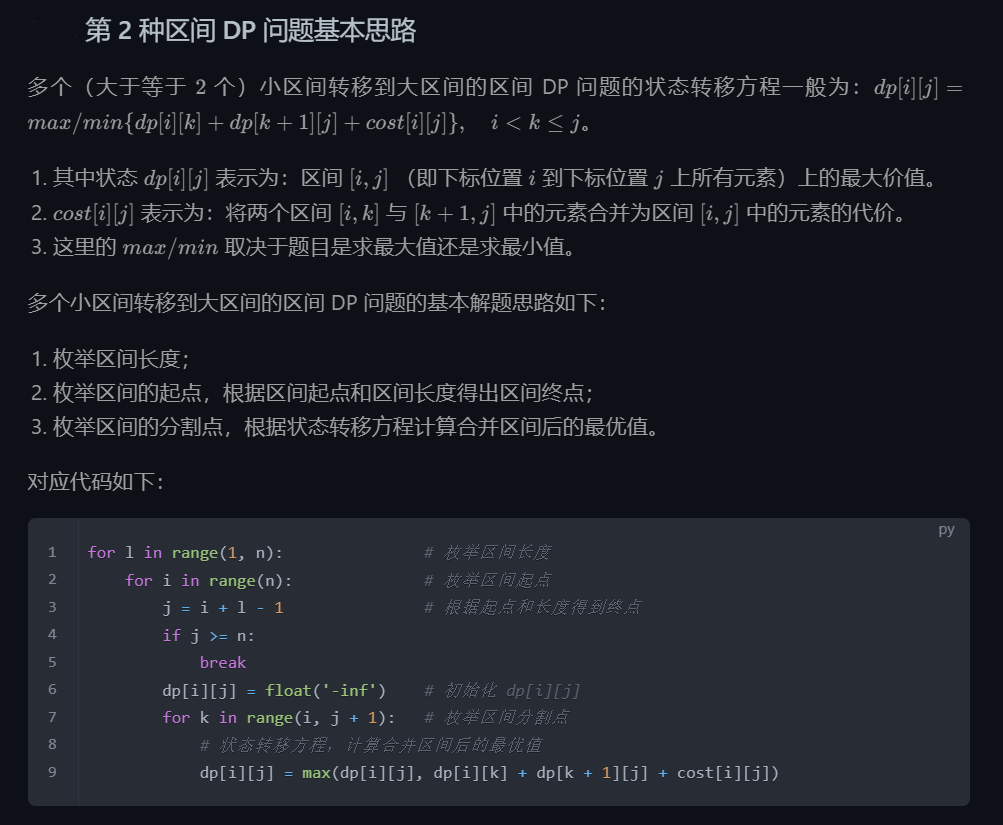 第 2 种区间 DP 问题基本思路
多个（大于等于 2 个）小区间转移到大区间的区间 DP 问题的状态转移方程一般为：dp[i][j] =
max/min{dp[i][k] + dp[k + 1][j] + cost[i][j]}, i < k ≤ j。
1. 其中状态 dp[i][j] 表示为：区间 [i, j] （即下标位置 i 到下标位置 j 上所有元素）上的最大价值。
2. cost[i][j] 表示为：将两个区间 [i, k] 与 [k + 1, j] 中的元素合并为区间 [i, j] 中的元素的代价。
3. 这里的 max/min 取决于题目是求最大值还是求最小值。
多个小区间转移到大区间的区间 DP 问题的基本解题思路如下：
1. 枚举区间长度；
2. 枚举区间的起点，根据区间起点和区间长度得出区间终点；
3. 枚举区间的分割点，根据状态转移方程计算合并区间后的最优值。
对应代码如下：
py
1 for l in range(1, n): # 枚举区间长度
2 for i in range(n): # 枚举区间起点
3 j = i + l - 1 # 根据起点和长度得到终点
4 if j >= n:
5 break
6 dp[i][j] = float('-inf') # 初始化 dp[i][j]
7 for k in range(i, j + 1): # 枚举区间分割点
8 # 状态转移方程，计算合并区间后的最优值
9 dp[i][j] = max(dp[i][j], dp[i][k] + dp[k + 1][j] + cost[i][j])